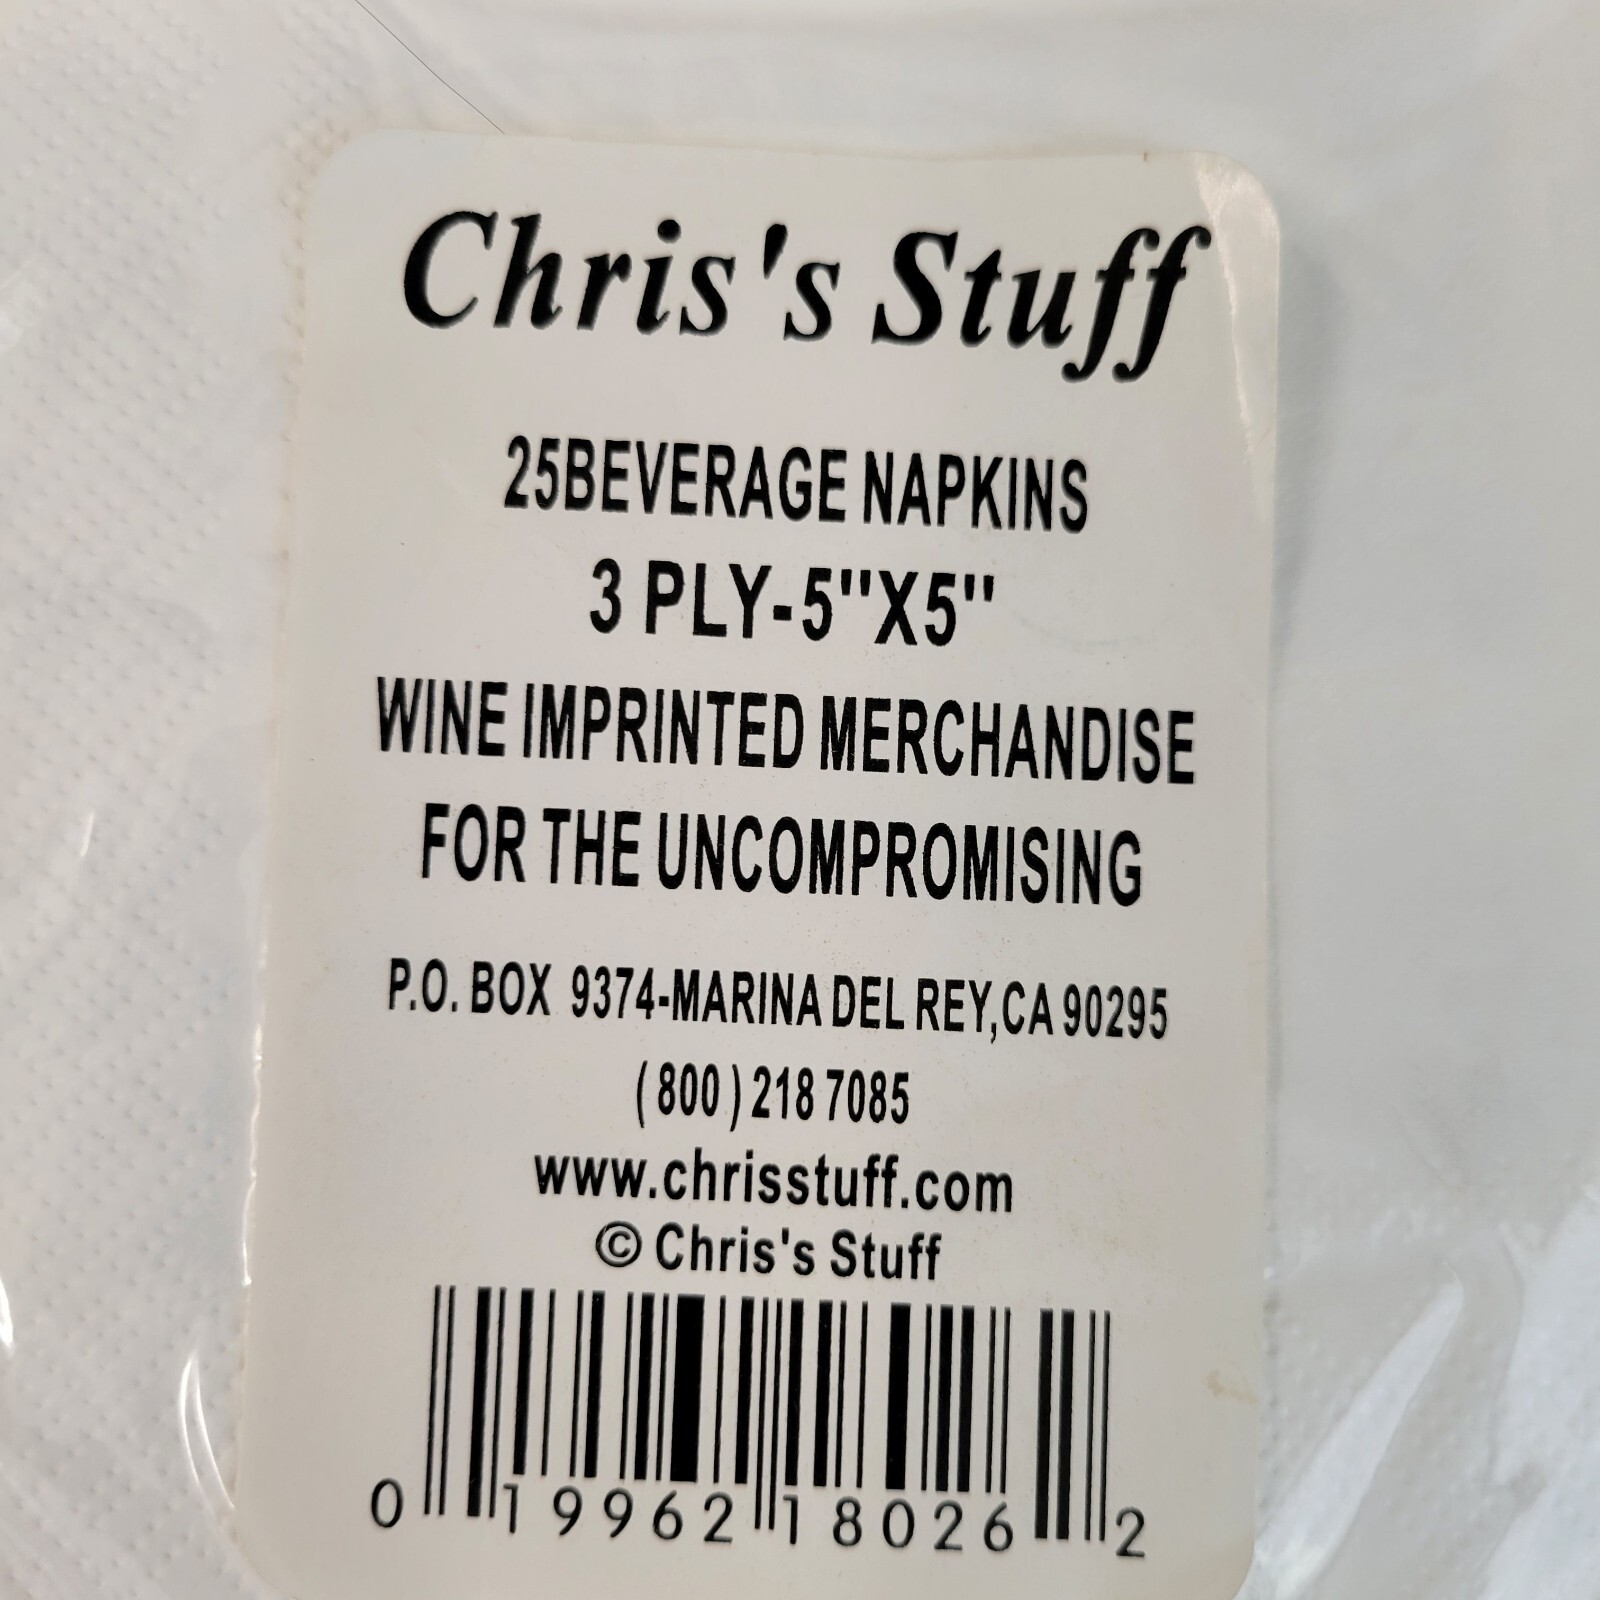 Chris's Stuff
25BEVERAGE NAPKINS
3 PLY-5''X5''
WINE IMPRINTED MERCHANDISE
FOR THE UNCOMPROMISING
P.O. BOX 9374-MARINA DEL REY,CA 90295
(800) 218 7085
www.chrisstuff.com
© Chris's Stuff
0 19962 18026 2